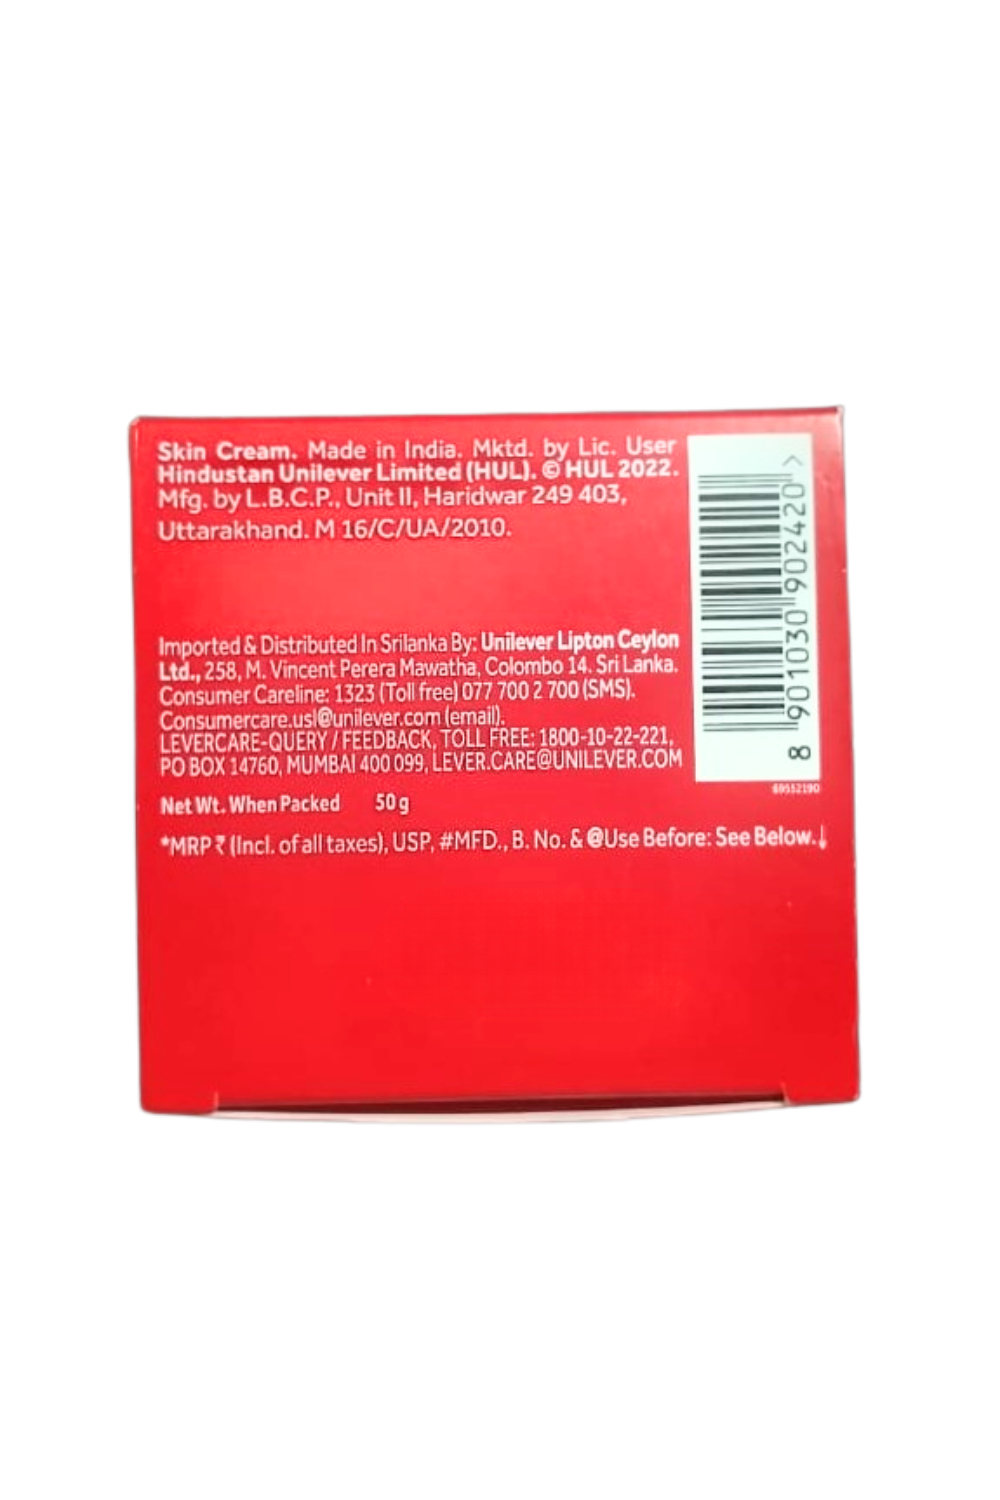 Skin Cream. Made in India. Mktd. by Lic. User
Hindustan Unilever Limited (HUL). © HUL 2022.
Mfg. by L.B.C.P., Unit II, Haridwar 249 403,
Uttarakhand. M 16/C/UA/2010.
Imported & Distributed In Srilanka By: Unilever Lipton Ceylon
Ltd., 258, M. Vincent Perera Mawatha, Colombo 14. Sri Lanka.
Consumer Careline: 1323 (Toll free) 077 700 2 700 (SMS).
Consumercare.usl@unilever.com (email).
LEVERCARE-QUERY / FEEDBACK, TOLL FREE: 1800-10-22-221,
PO BOX 14760, MUMBAI 400 099, LEVER.CARE@UNILEVER.COM
Net Wt. When Packed 50 g
*MRP ₹ (Incl. of all taxes), USP, #MFD., B. No. & @Use Before: See Below.↓
8 901030 902420 >
69552190